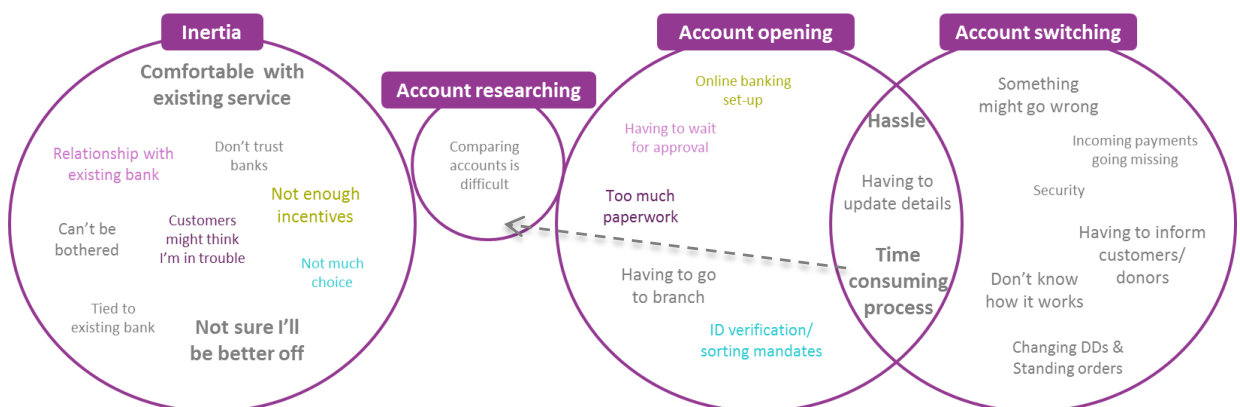 Inertia
Comfortable with
existing service
Relationship with
existing bank
Don't trust
banks
Not enough
incentives
Can't be
bothered
Customers
might think
I'm in trouble
Not much
choice
Tied to
existing bank
Not sure I'll
be better off
Account researching
Comparing
accounts is
difficult
Account opening
Online banking
set-up
Having to wait
for approval
Too much
paperwork
Having to go
to branch
ID verification/
sorting mandates
Hassle
Having to
update details
Time
consuming
process
Account switching
Something
might go wrong
Incoming payments
going missing
Security
Having to inform
customers/
donors
Don't know
how it works
Changing DDs &
Standing orders